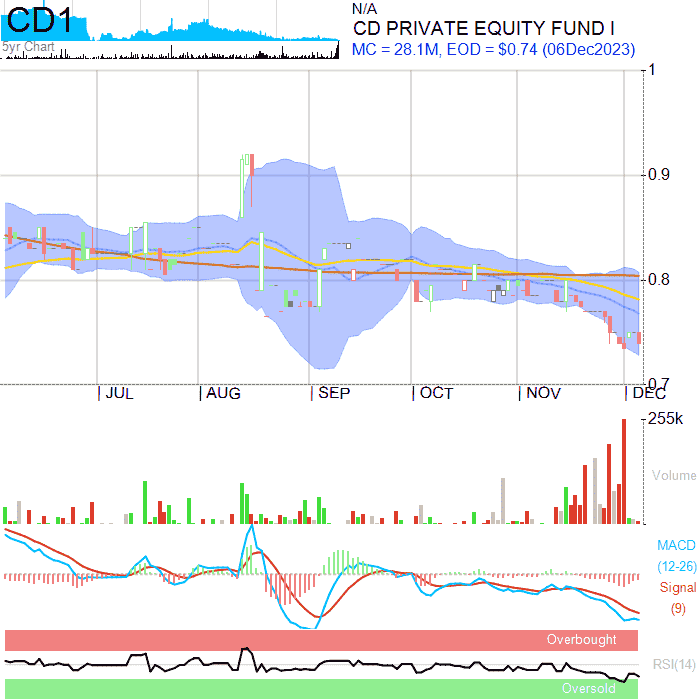 CD1
5yr Chart
N/A
CD PRIVATE EQUITY FUND I
MC = 28.1M, EOD = $0.74 (06Dec2023)
1
0.9
0.8
0.7
JUL AUG SEP OCT NOV DEC
255k
Volume
MACD
(12-26)
Signal
(9)
Overbought
RSI(14)
Oversold